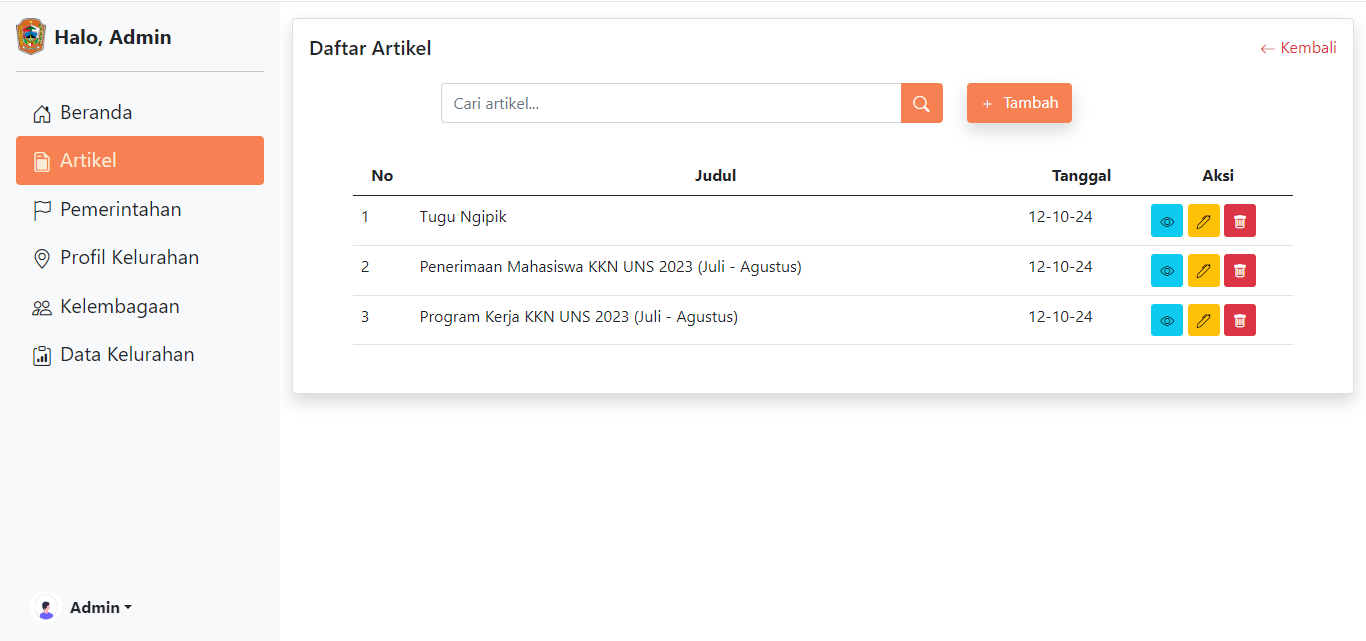 Halo, Admin
Beranda
Artikel
Pemerintahan
Profil Kelurahan
Kelembagaan
Data Kelurahan
Admin
Daftar Artikel
← Kembali
Cari artikel...
+ Tambah
No Judul Tanggal Aksi
1 Tugu Ngipik 12-10-24
2 Penerimaan Mahasiswa KKN UNS 2023 (Juli - Agustus) 12-10-24
3 Program Kerja KKN UNS 2023 (Juli - Agustus) 12-10-24